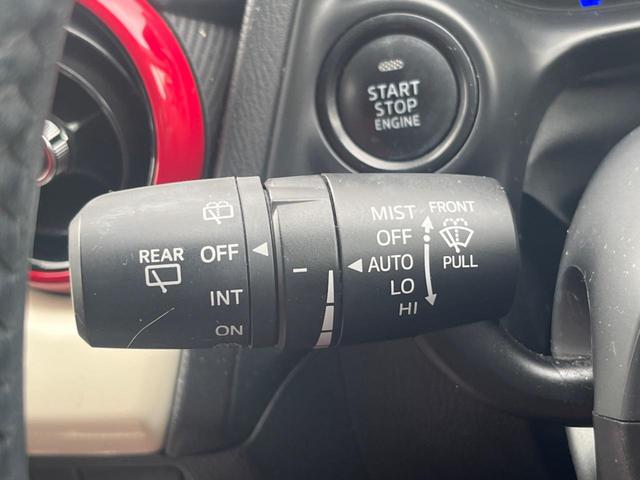 START
STOP
ENGINE
REAR
OFF
INT
ON
MIST
OFF
AUTO
LO
HI
FRONT
PULL